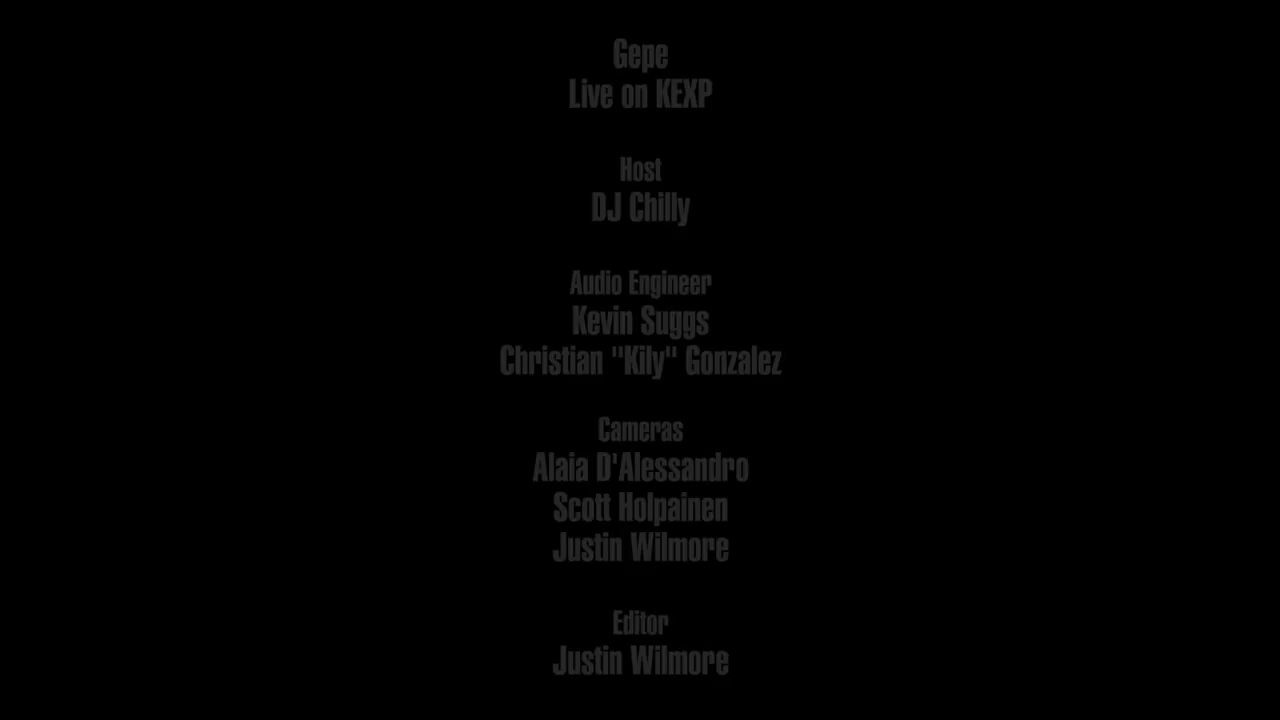 Gepe
Live on KEXP
Host
DJ Chilly
Audio Engineer
Kevin Suggs
Christian "Kily" Gonzalez
Cameras
Alaia D'Alessandro
Scott Holpainen
Justin Wilmore
Editor
Justin Wilmore